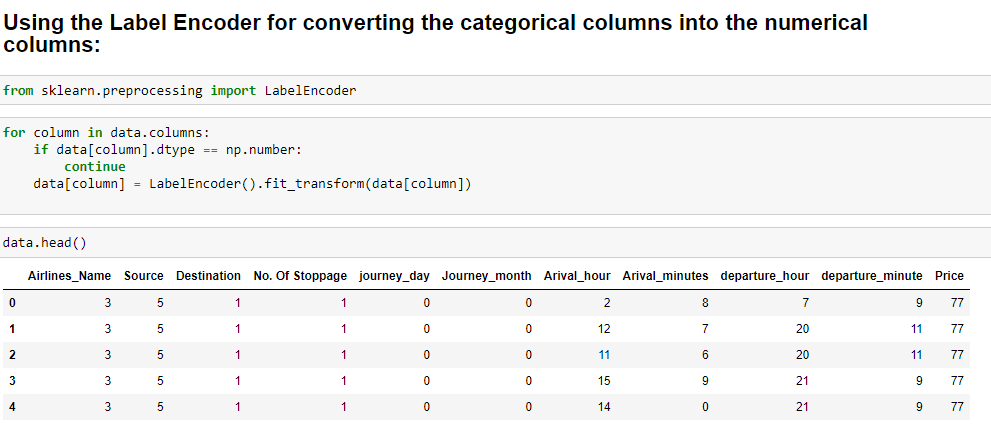 Using the Label Encoder for converting the categorical columns into the numerical
columns:
from sklearn.preprocessing import LabelEncoder
for column in data.columns:
    if data[column].dtype == np.number:
        continue
    data[column] = LabelEncoder().fit_transform(data[column])
data.head()
Airlines_Name Source Destination No. Of Stoppage journey_day Journey_month Arival_hour Arival_minutes departure_hour departure_minute Price
0 3 5 1 1 0 0 2 8 7 9 77
1 3 5 1 1 0 0 12 7 20 11 77
2 3 5 1 1 0 0 11 6 20 11 77
3 3 5 1 1 0 0 15 9 21 9 77
4 3 5 1 1 0 0 14 0 21 9 77